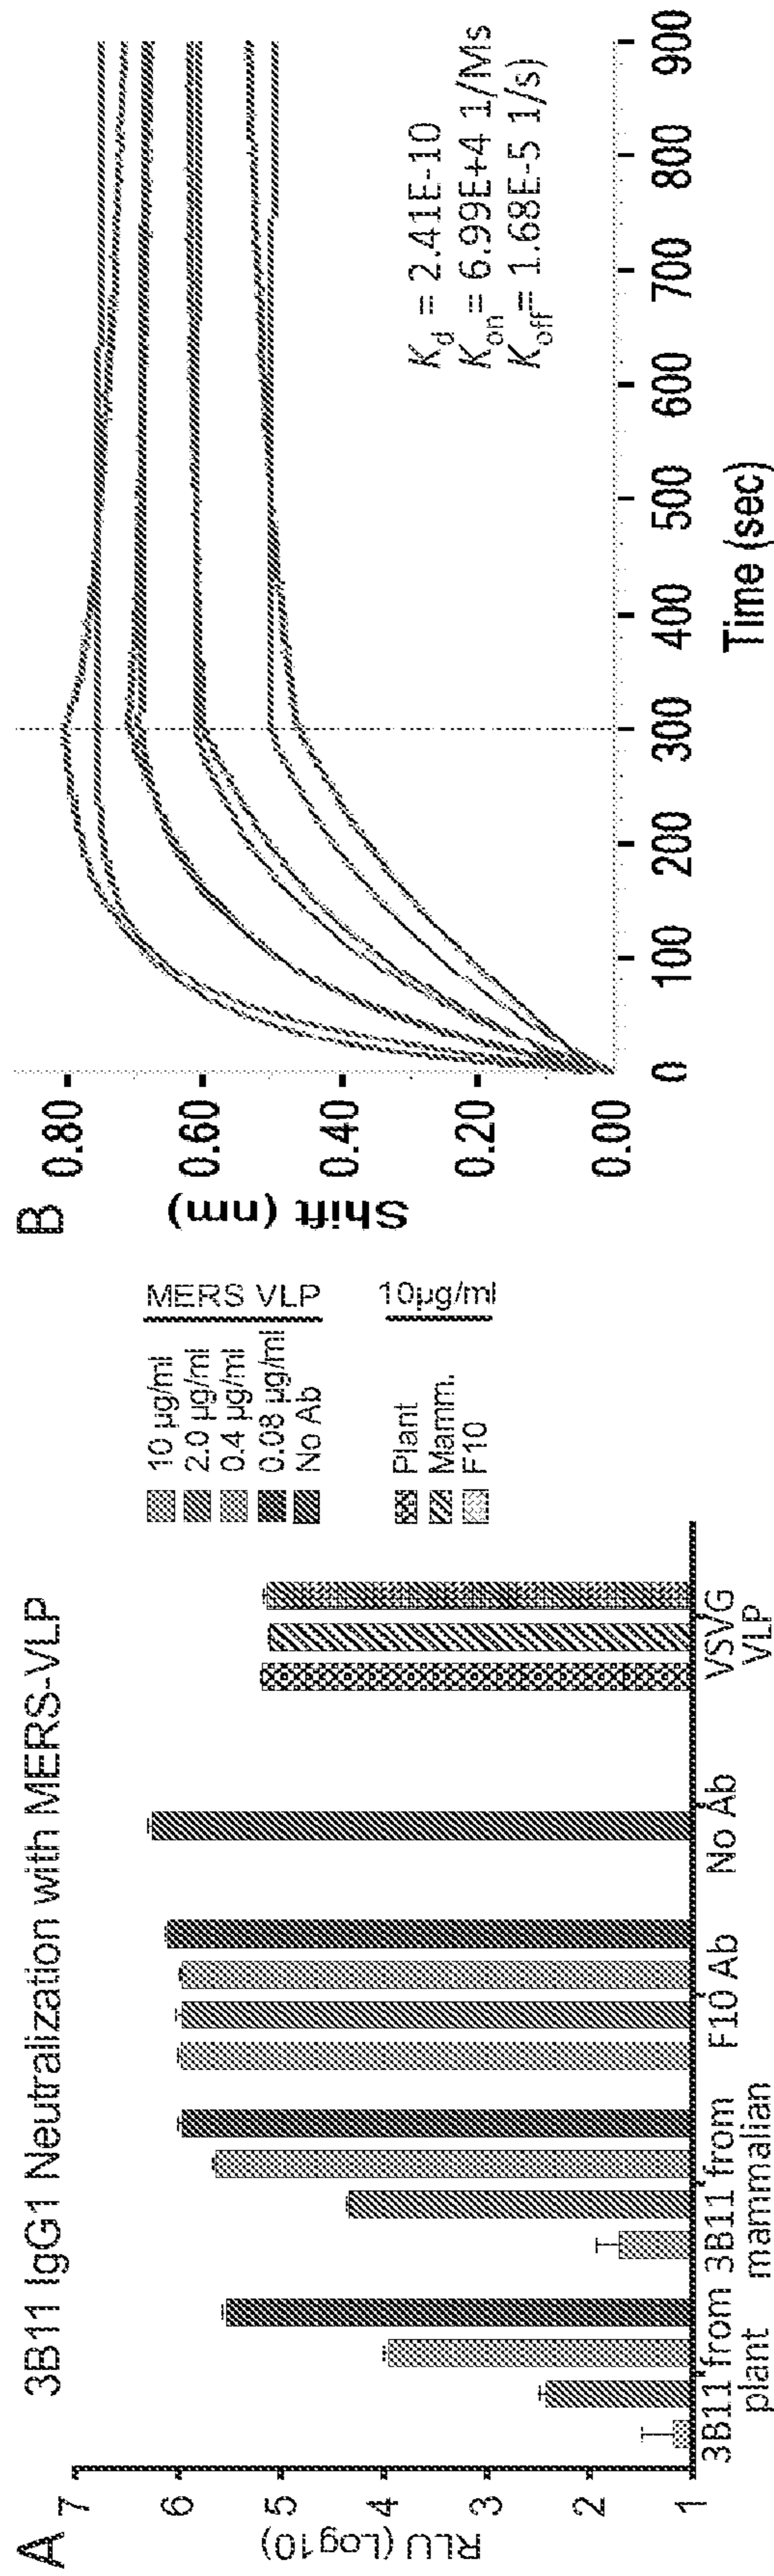 A
3B11 IgG1 Neutralization with MERS-VLP
RLU (Log10)
7
6
5
4
3
2
1
3B11 from plant
3B11 from mammalian
F10 Ab
No Ab
VSVG VLP
10 µg/ml
2.0 µg/ml
0.4 µg/ml
0.08 µg/ml
No Ab
MERS VLP
Plant
Mamm.
F10
10µg/ml
B
Shift (nm)
0.80
0.60
0.40
0.20
0.00
0
100
200
300
400
500
600
700
800
900
Time (sec)
Kd = 2.41E-10
Kon = 6.99E+4 1/Ms
Koff = 1.68E-5 1/s)